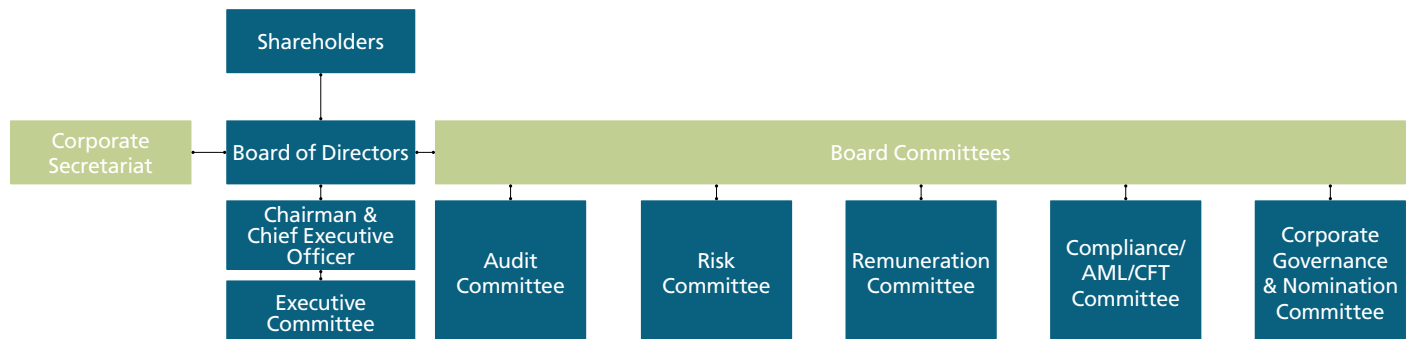 Shareholders
Corporate
Secretariat
Board of Directors
Board Committees
Chairman &
Chief Executive
Officer
Executive
Committee
Audit
Committee
Risk
Committee
Remuneration
Committee
Compliance/
AML/CFT
Committee
Corporate
Governance
& Nomination
Committee